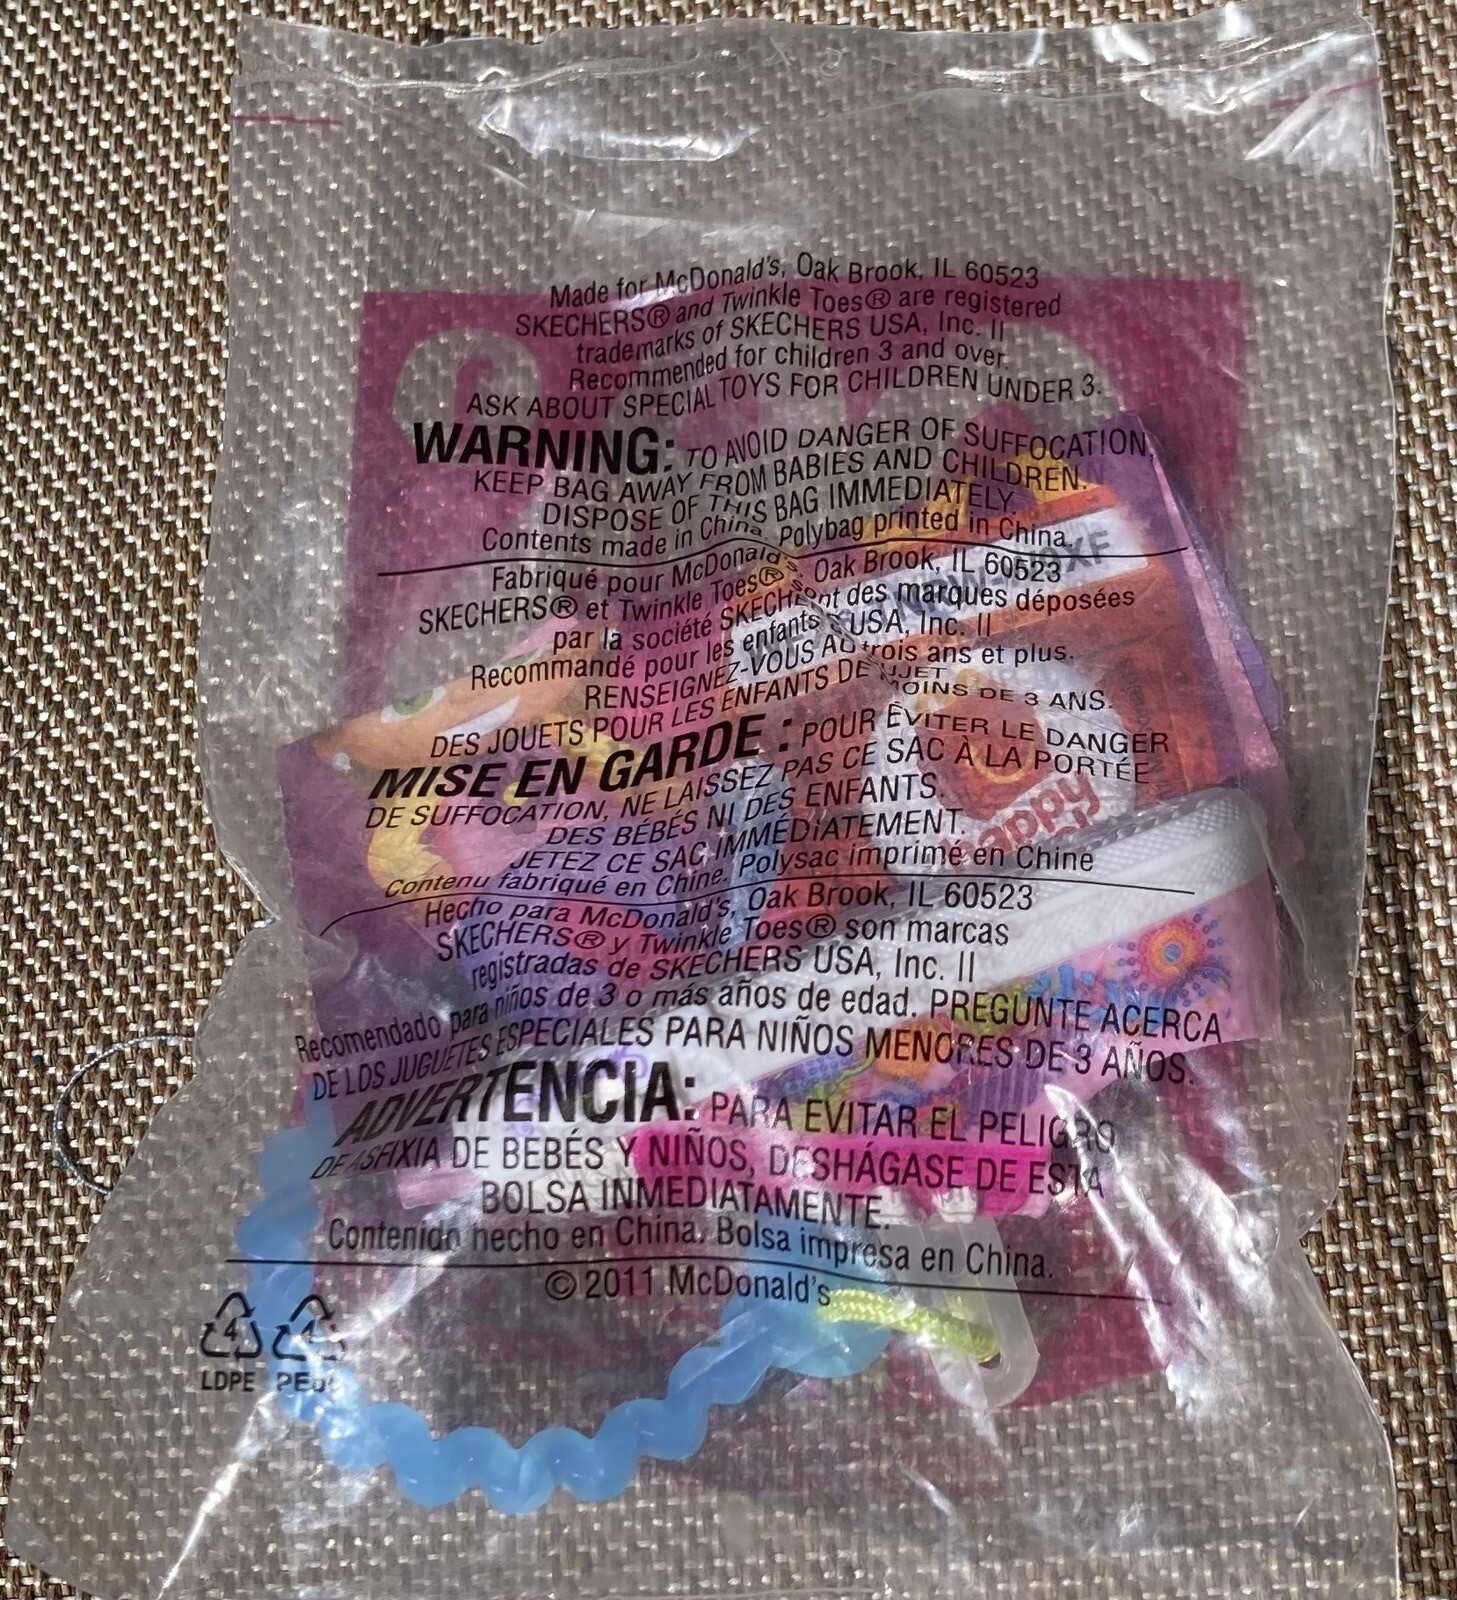 Made for McDonald's, Oak Brook, IL 60523
SKECHERS® and Twinkle Toes® are registered
trademarks of SKECHERS USA, Inc. II
Recommended for children 3 and over.
ASK ABOUT SPECIAL TOYS FOR CHILDREN UNDER 3.
WARNING: TO AVOID DANGER OF SUFFOCATION,
KEEP BAG AWAY FROM BABIES AND CHILDREN.
DISPOSE OF THIS BAG IMMEDIATELY.
Contents made in China. Polybag printed in China.
Fabriqué pour McDonald's, Oak Brook, IL 60523
SKECHERS® et Twinkle Toes® sont des marques déposées
par la société SKECHERS USA, Inc. II
Recommandé pour les enfants trois ans et plus.
RENSEIGNEZ-VOUS AU SUJET
DES JOUETS POUR LES ENFANTS DE MOINS DE 3 ANS.
MISE EN GARDE : POUR ÉVITER LE DANGER
DE SUFFOCATION, NE LAISSEZ PAS CE SAC À LA PORTÉE
DES BÉBÉS NI DES ENFANTS.
JETEZ CE SAC IMMÉDIATEMENT.
Contenu fabriqué en Chine. Polysac imprimé en Chine
Hecho para McDonald's, Oak Brook, IL 60523
SKECHERS® y Twinkle Toes® son marcas
registradas de SKECHERS USA, Inc. II
Recomendado para niños de 3 o más años de edad. PREGUNTE ACERCA
DE LOS JUGUETES ESPECIALES PARA NIÑOS MENORES DE 3 AÑOS.
ADVERTENCIA: PARA EVITAR EL PELIGRO
DE ASFIXIA DE BEBÉS Y NIÑOS, DESHÁGASE DE ESTA
BOLSA INMEDIATAMENTE.
Contenido hecho en China. Bolsa impresa en China.
© 2011 McDonald's
4 4
LDPE
happy